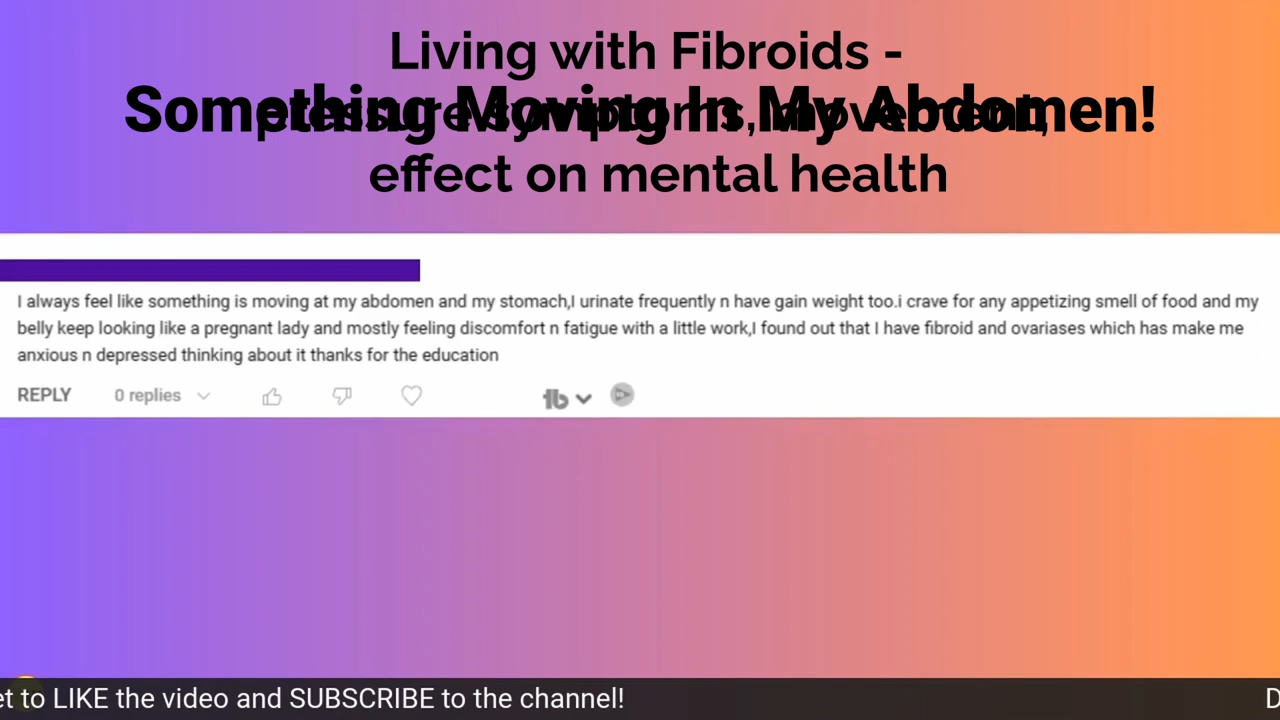 Living with Fibroids -
Something Moving In My Abdomen!
pressure symptoms, movement,
effect on mental health
I always feel like something is moving at my abdomen and my stomach,I urinate frequently n have gain weight too.i crave for any appetizing smell of food and my
belly keep looking like a pregnant lady and mostly feeling discomfort n fatigue with a little work,I found out that I have fibroid and ovariases which has make me
anxious n depressed thinking about it thanks for the education
REPLY 0 replies
et to LIKE the video and SUBSCRIBE to the channel! D